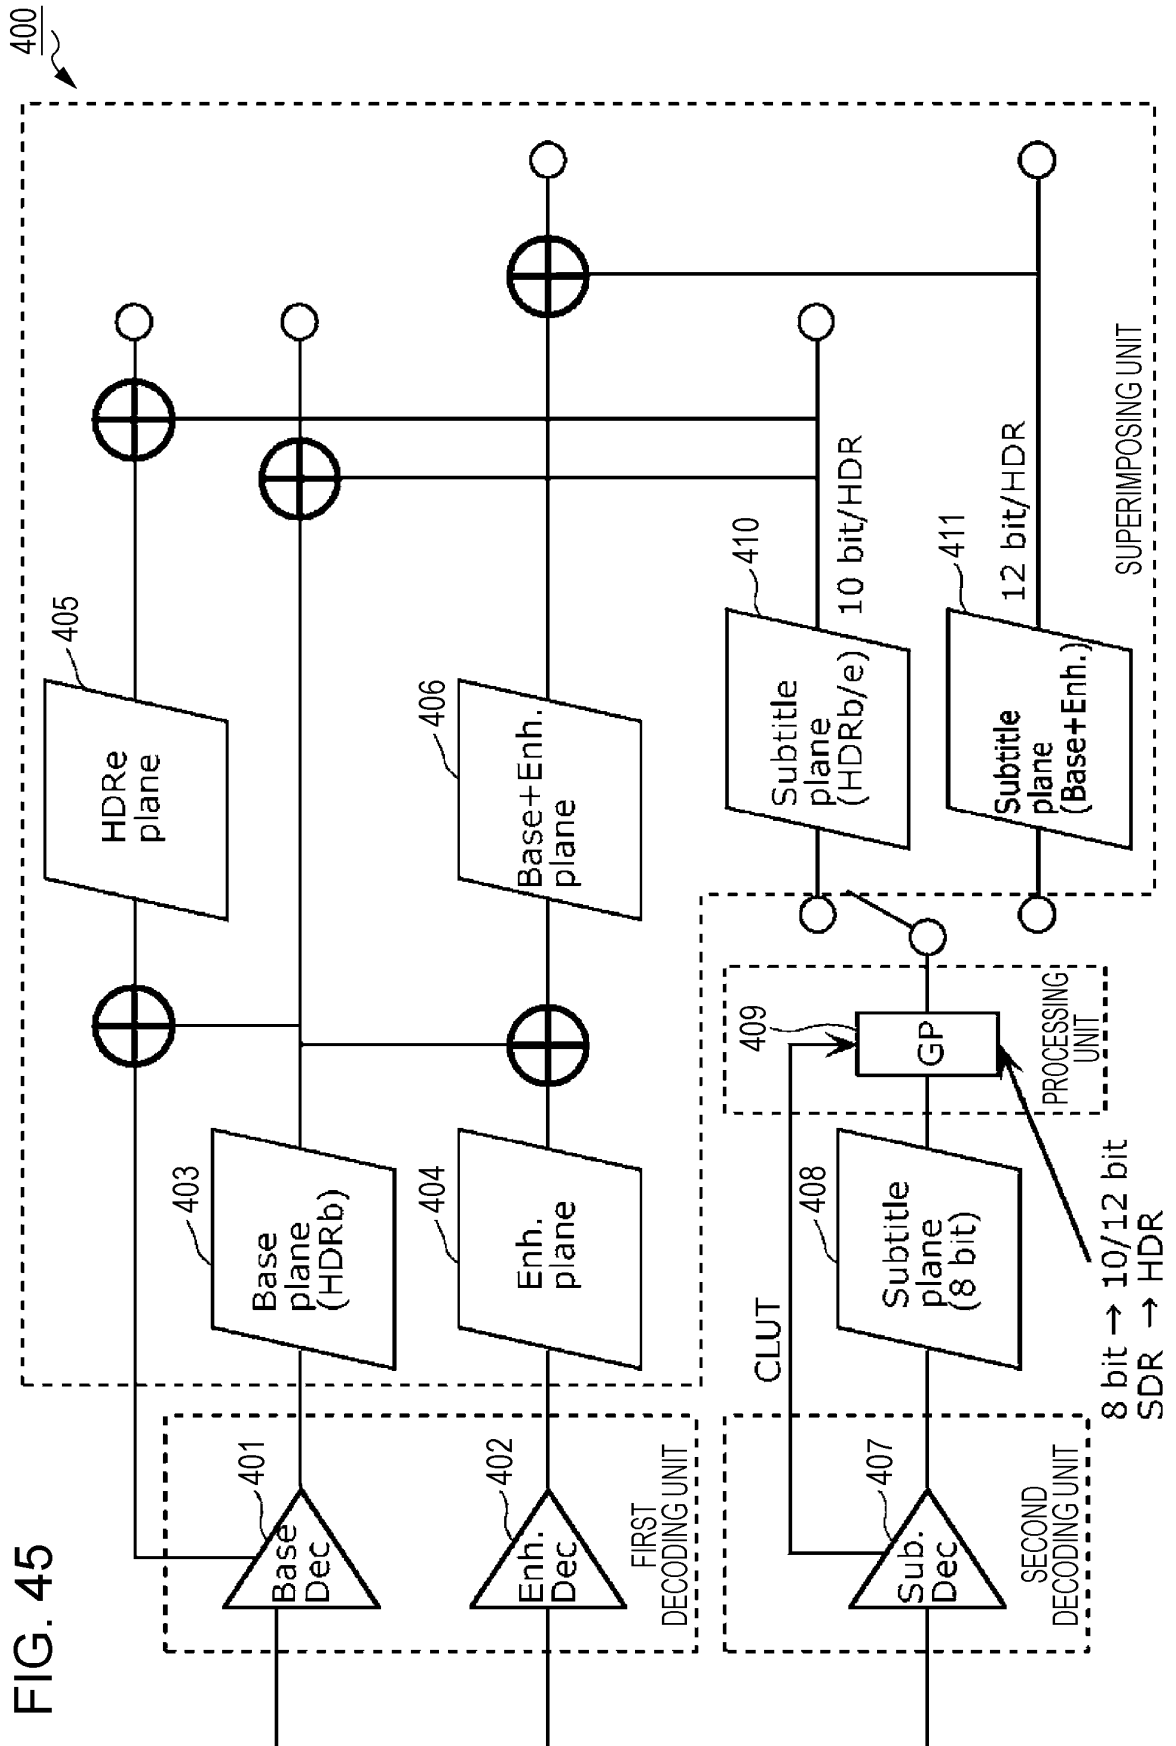 FIG. 45
400
401
Base
Dec
402
Enh.
Dec
FIRST
DECODING UNIT
407
Sub.
Dec
SECOND
DECODING UNIT
403
Base
plane
(HDRb)
404
Enh.
plane
CLUT
408
Subtitle
plane
(8 bit)
8 bit → 10/12 bit
SDR → HDR
409
GP
PROCESSING
UNIT
405
HDRe
plane
406
Base+Enh.
plane
410
Subtitle
plane
(HDRb/e)
10 bit/HDR
411
Subtitle
plane
(Base+Enh.)
12 bit/HDR
SUPERIMPOSING UNIT